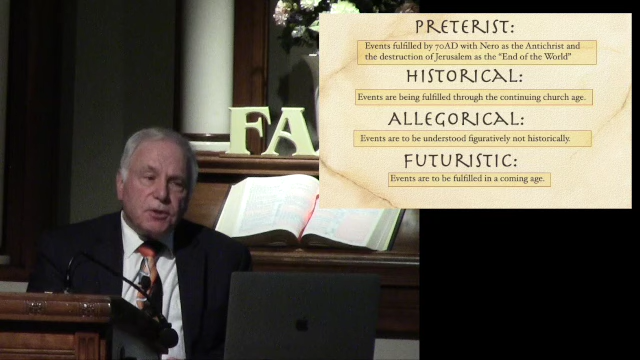 PRETERIST:
Events fulfilled by 70AD with Nero as the Antichrist and
the destruction of Jerusalem as the "End of the World"
HISTORICAL:
Events are being fulfilled through the continuing church age.
ALLEGORICAL:
Events are to be understood figuratively not historically.
FUTURISTIC:
Events are to be fulfilled in a coming age.
FA